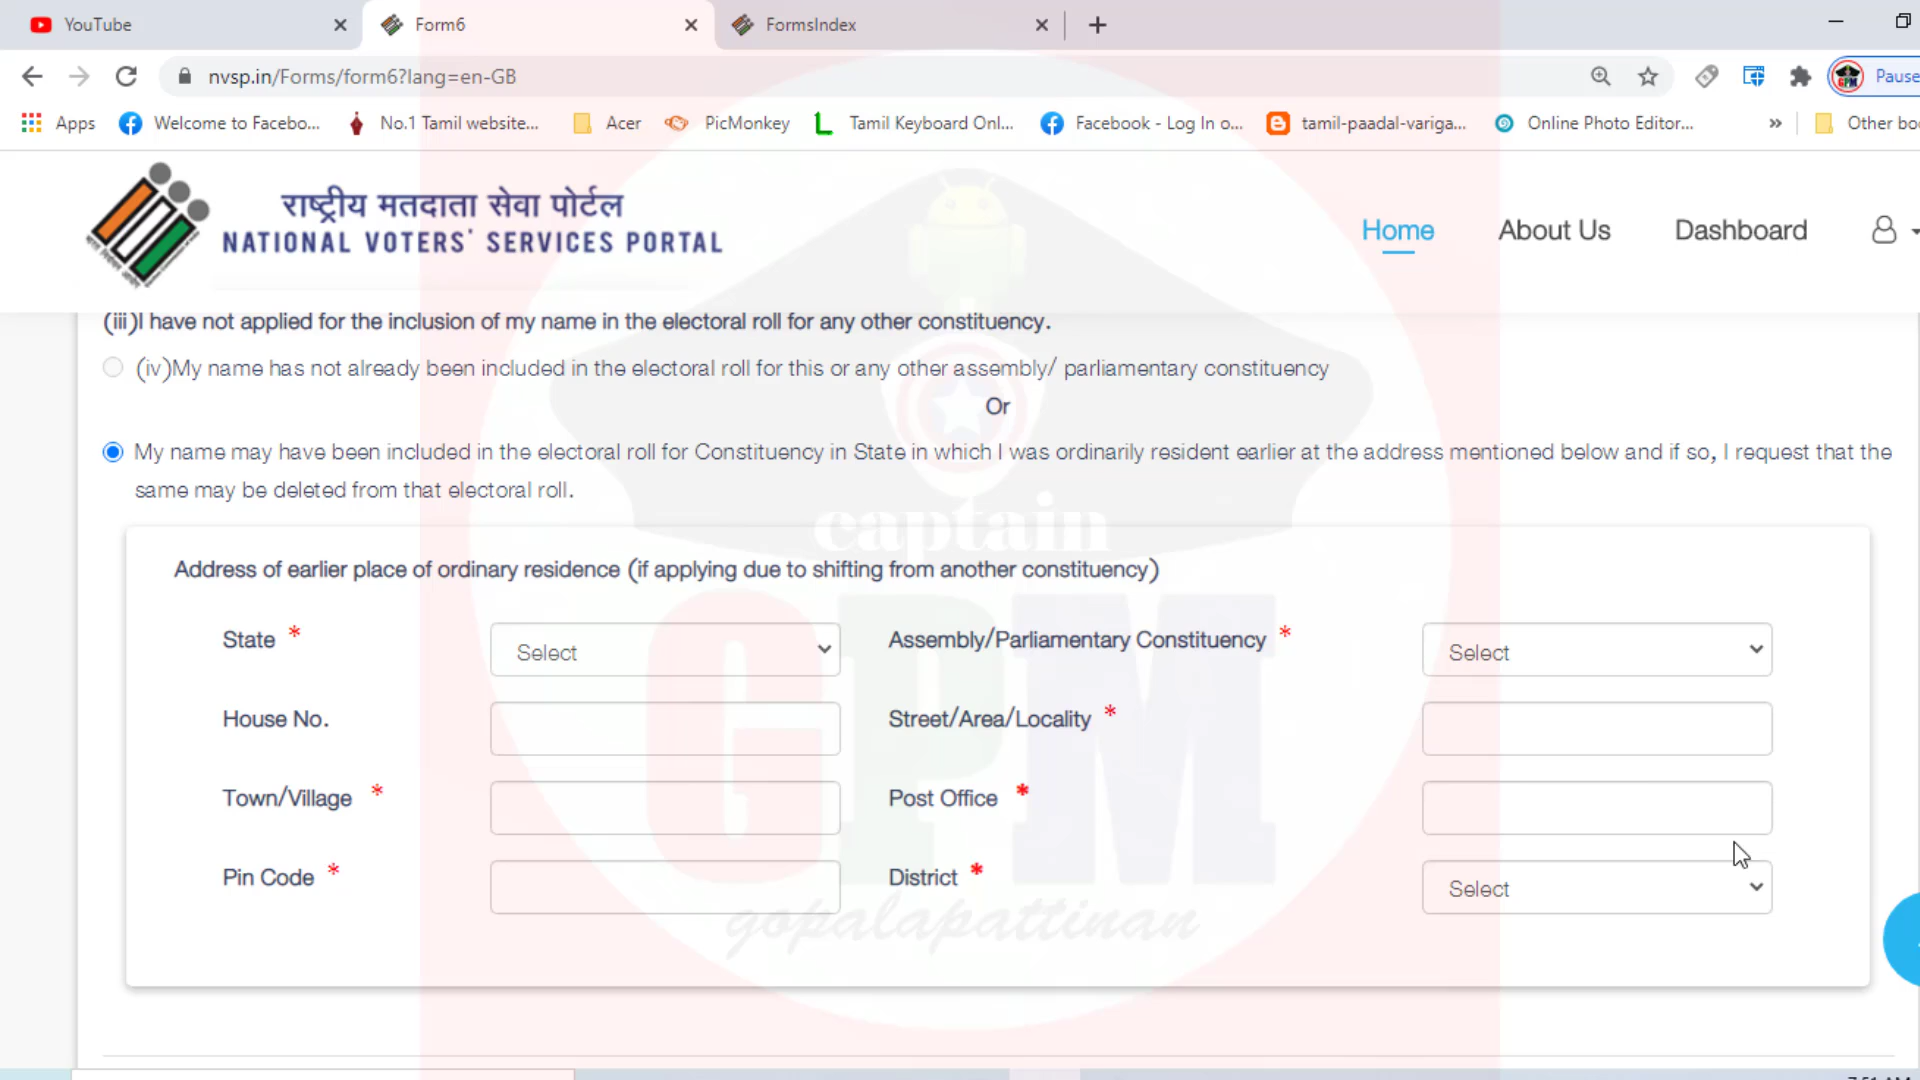 YouTube
Form6
FormsIndex
nvsp.in/Forms/form6?lang=en-GB
Pause
Apps
Welcome to Facebo...
No.1 Tamil website...
Acer
PicMonkey
Tamil Keyboard Onl...
Facebook - Log In o...
tamil-paadal-variga...
Online Photo Editor...
»
Other bo
राष्ट्रीय मतदाता सेवा पोर्टल
NATIONAL VOTERS' SERVICES PORTAL
Home
About Us
Dashboard
(iii)I have not applied for the inclusion of my name in the electoral roll for any other constituency.
(iv)My name has not already been included in the electoral roll for this or any other assembly/ parliamentary constituency
Or
My name may have been included in the electoral roll for Constituency in State in which I was ordinarily resident earlier at the address mentioned below and if so, I request that the
same may be deleted from that electoral roll.
captain
Address of earlier place of ordinary residence (if applying due to shifting from another constituency)
State * Select
Assembly/Parliamentary Constituency * Select
House No.
Street/Area/Locality *
GPM
Town/Village *
Post Office *
Pin Code *
District * Select
gopalapattinan